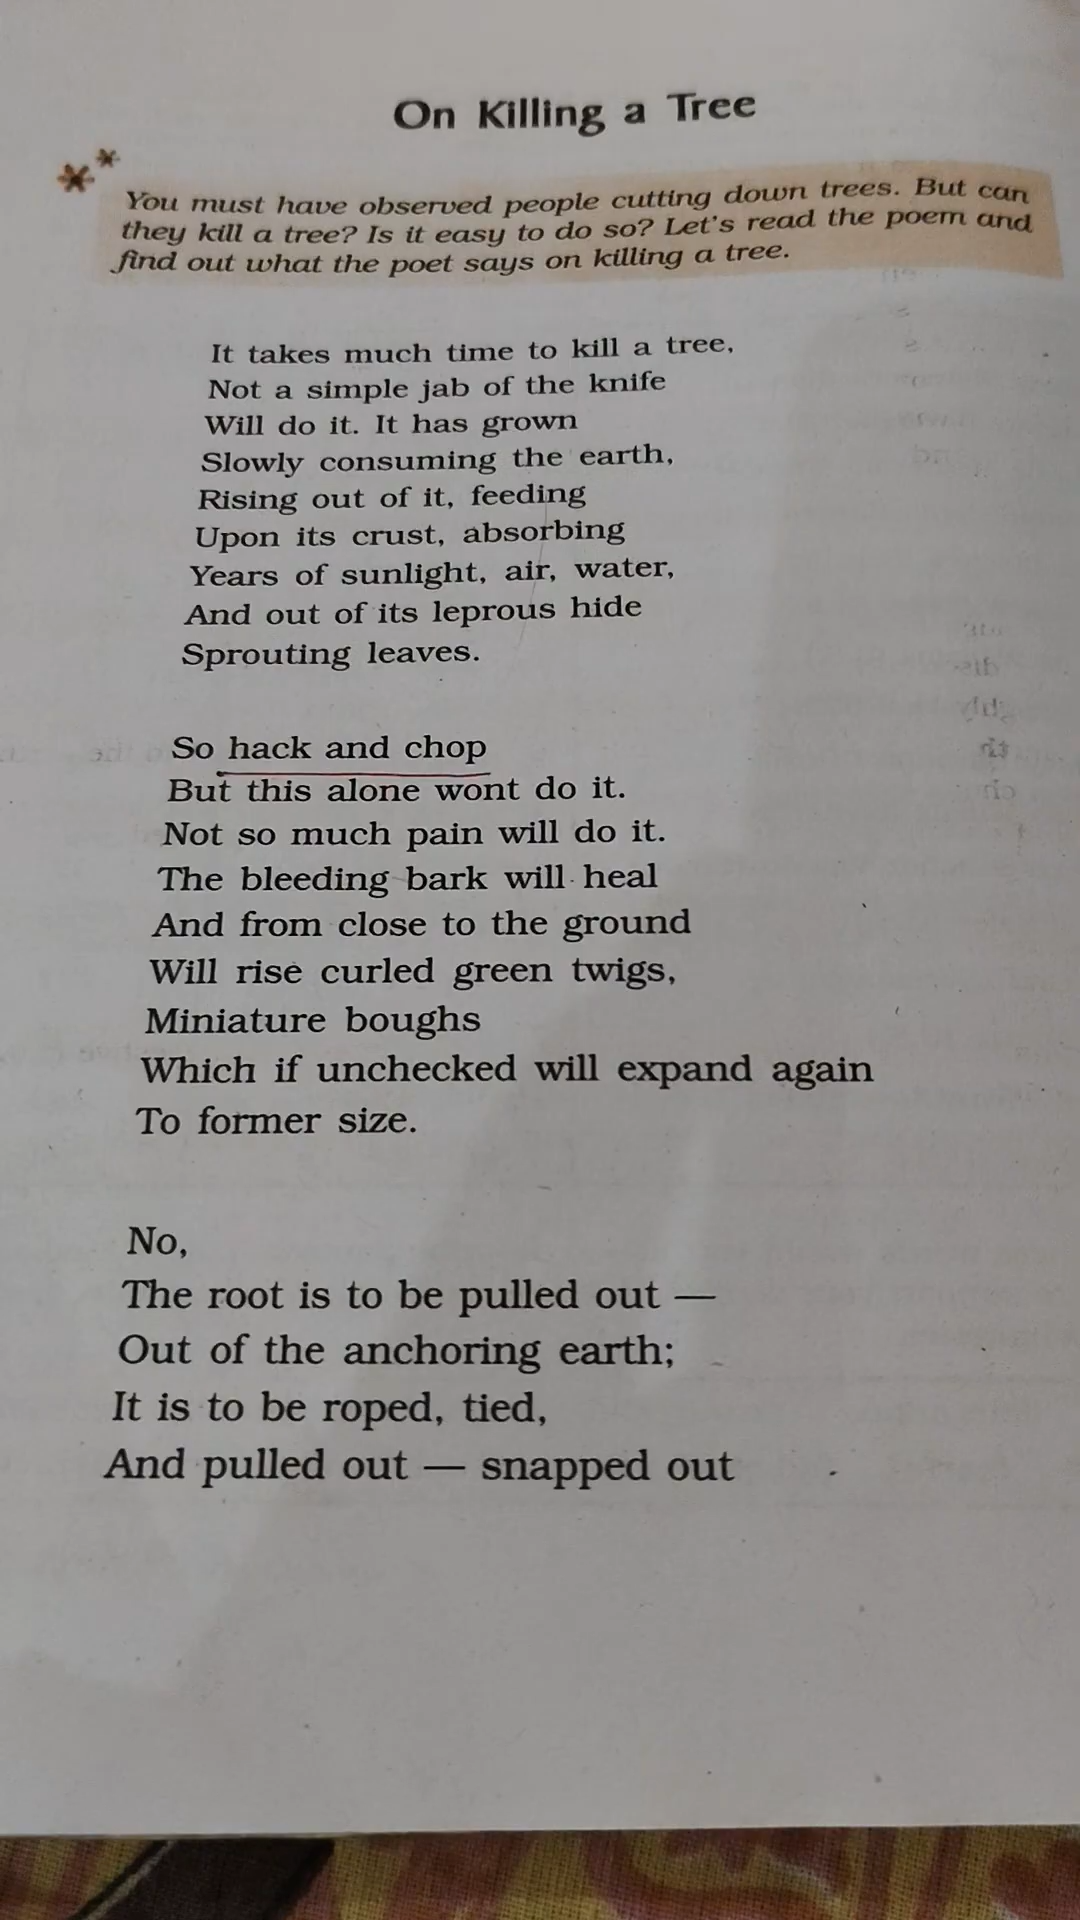 On Killing a Tree
You must have observed people cutting down trees. But can
they kill a tree? Is it easy to do so? Let's read the poem and
find out what the poet says on killing a tree.
It takes much time to kill a tree,
Not a simple jab of the knife
Will do it. It has grown
Slowly consuming the earth,
Rising out of it, feeding
Upon its crust, absorbing
Years of sunlight, air, water,
And out of its leprous hide
Sprouting leaves.
So hack and chop
But this alone wont do it.
Not so much pain will do it.
The bleeding bark will heal
And from close to the ground
Will rise curled green twigs,
Miniature boughs
Which if unchecked will expand again
To former size.
No,
The root is to be pulled out —
Out of the anchoring earth;
It is to be roped, tied,
And pulled out — snapped out